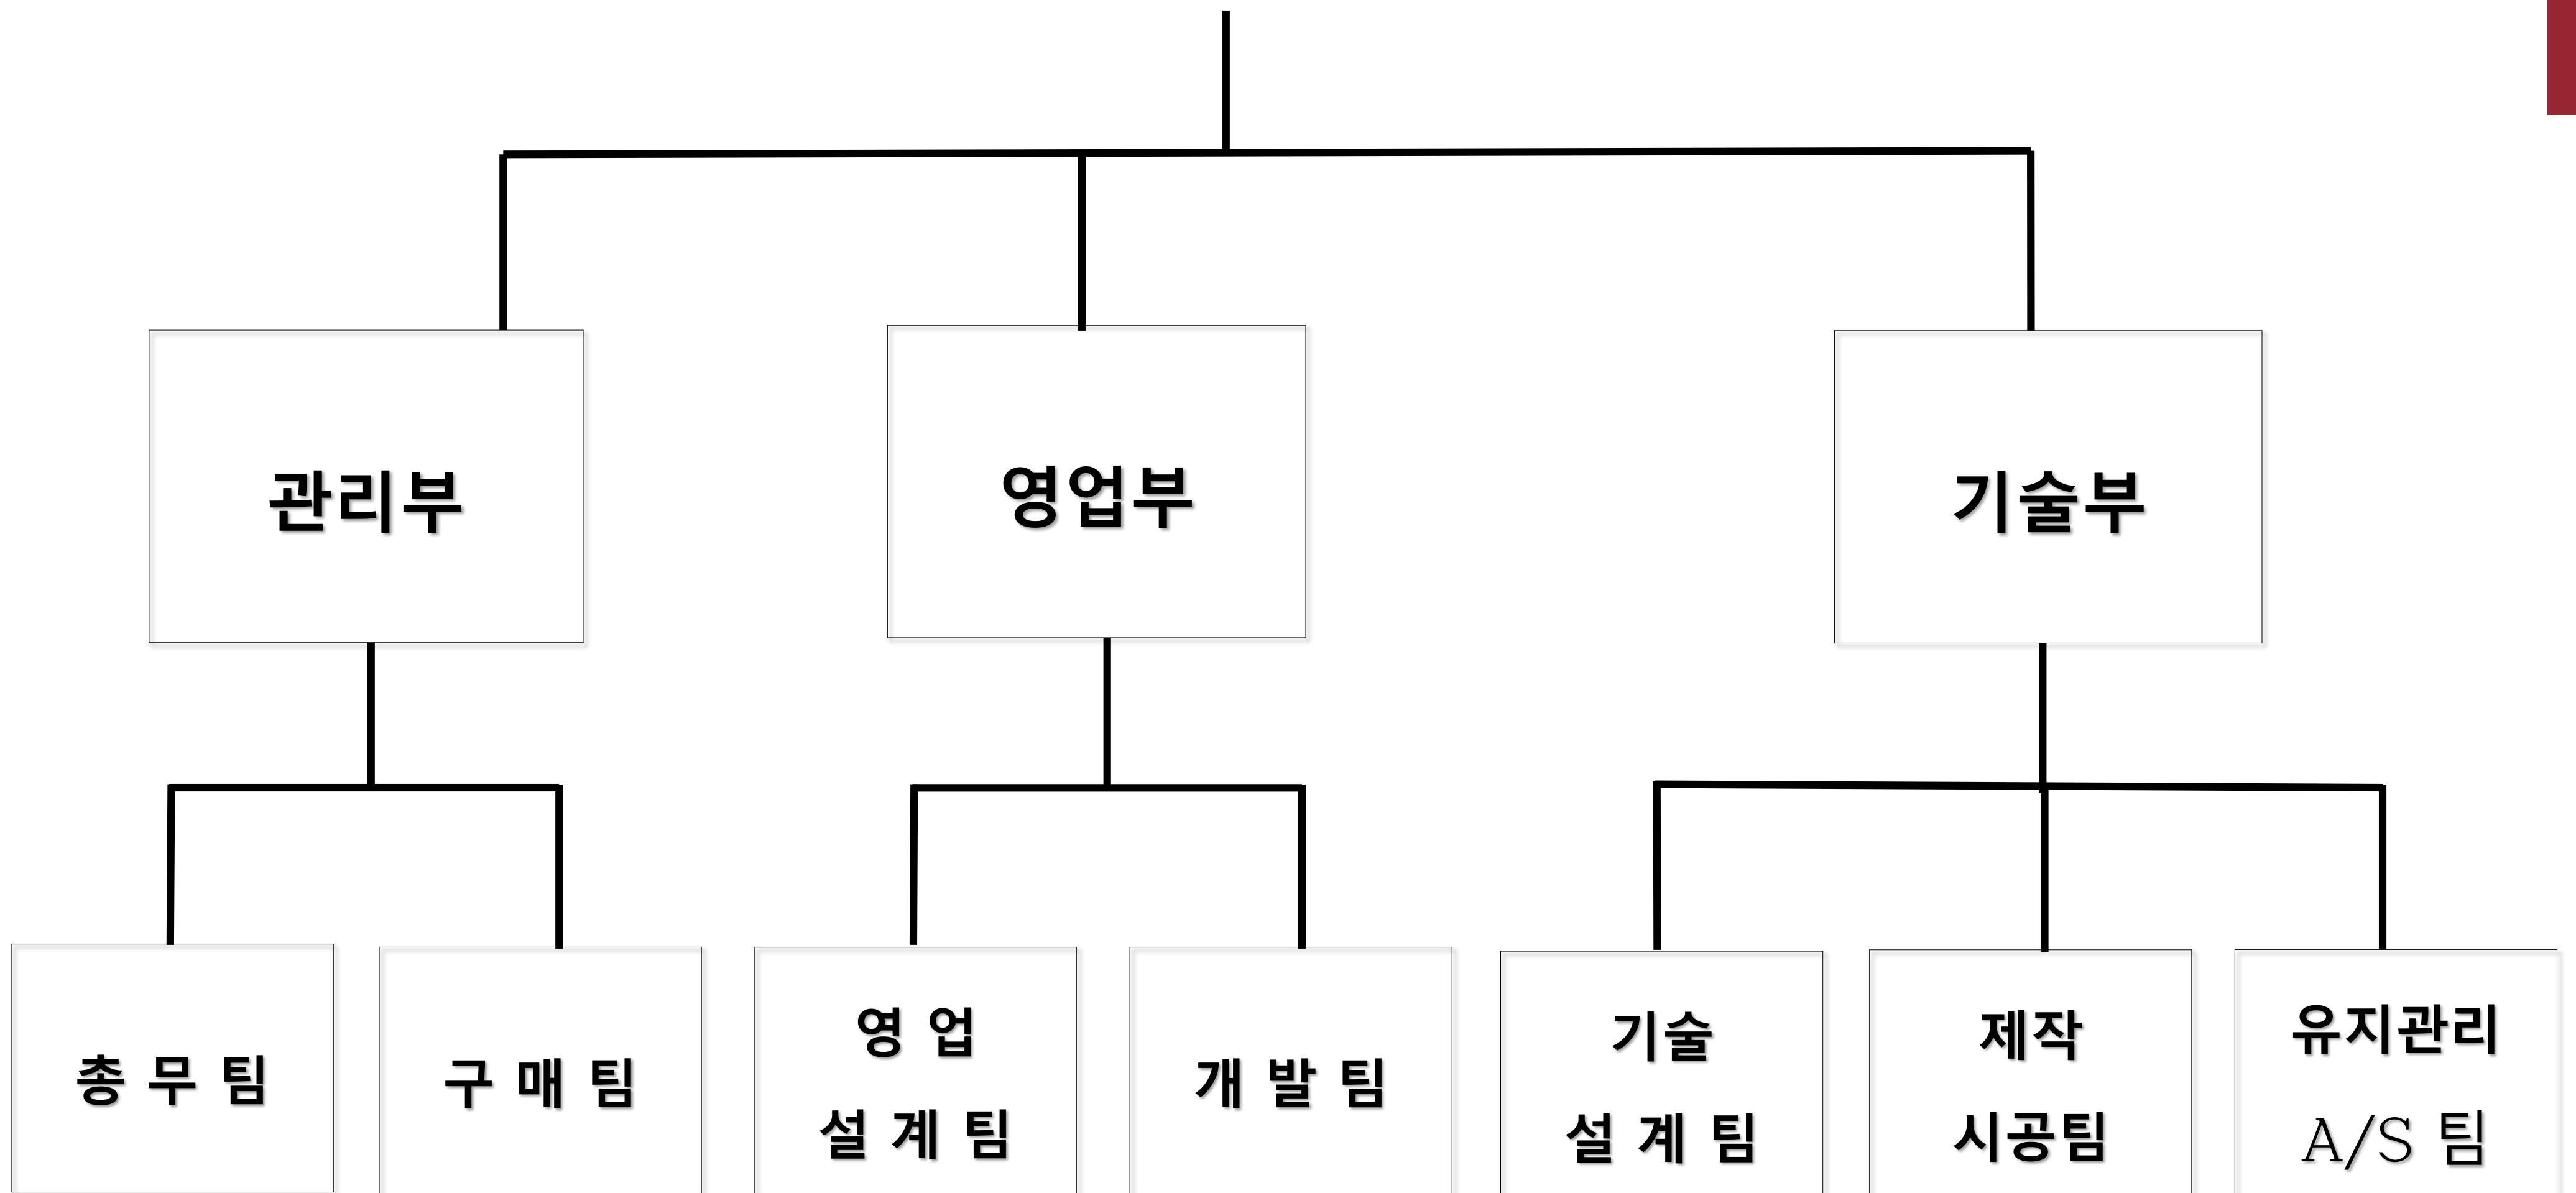 관리부
영업부
기술부
총 무 팀
구 매 팀
영 업
설 계 팀
개 발 팀
기술
설 계 팀
제작
시공팀
유지관리
A/S 팀